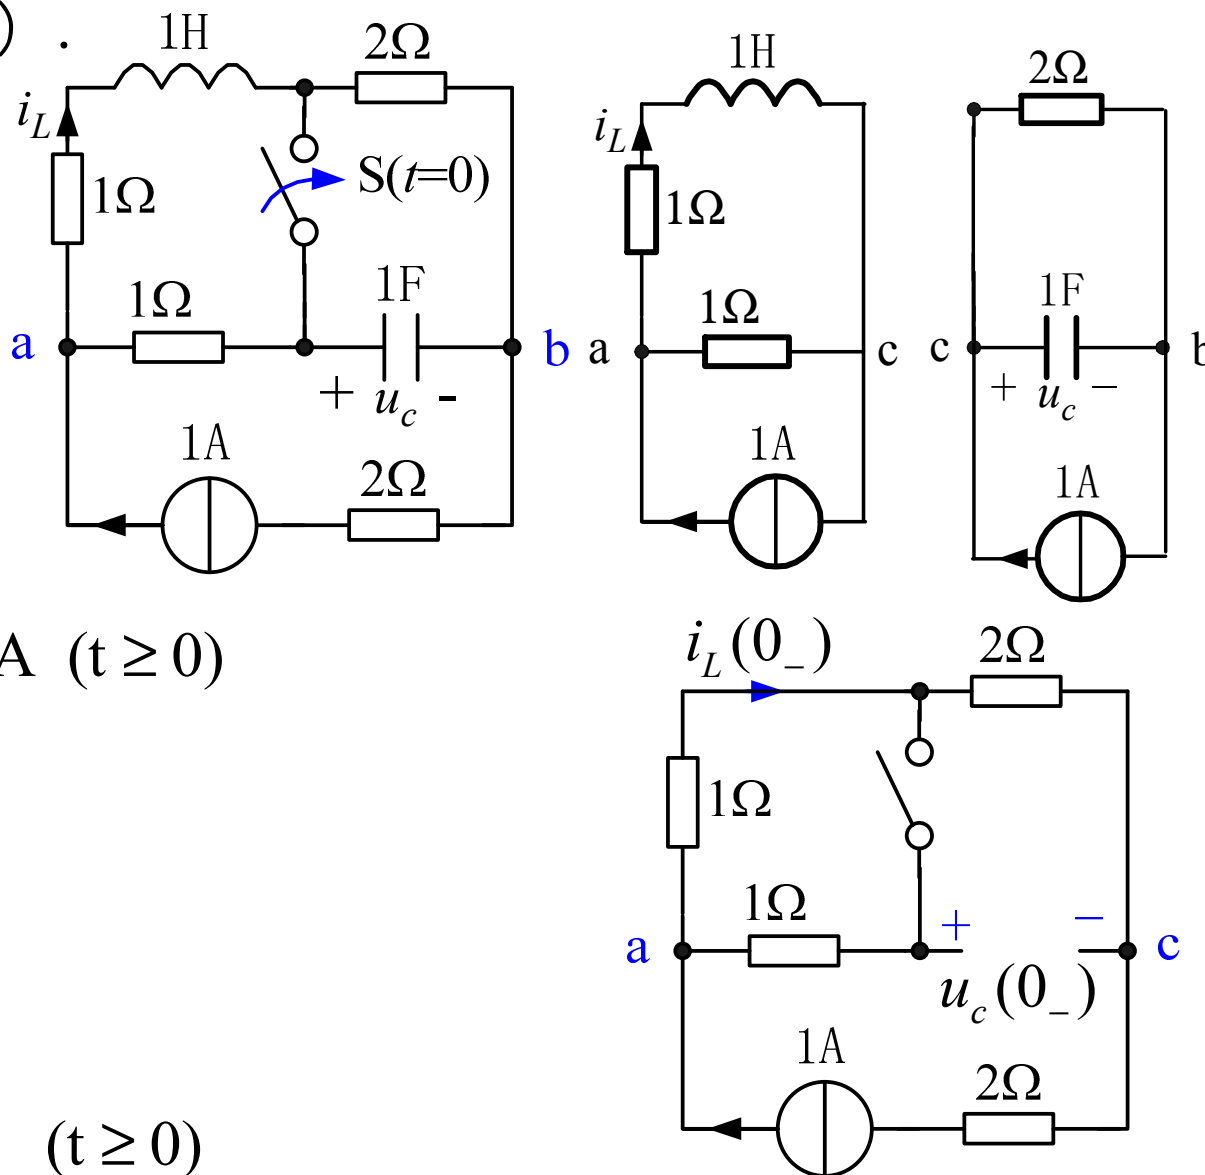 ) .
1H
2Ω
i_L
1Ω
S(t=0)
1Ω
1F
a
b
+ u_c -
1A
2Ω
1H
i_L
1Ω
1Ω
a
c
1A
2Ω
1F
c
b
+ u_c −
1A
A (t ≥ 0)
i_L(0_−)
2Ω
1Ω
1Ω
+ −
a
c
u_c(0_−)
1A
2Ω
(t ≥ 0)